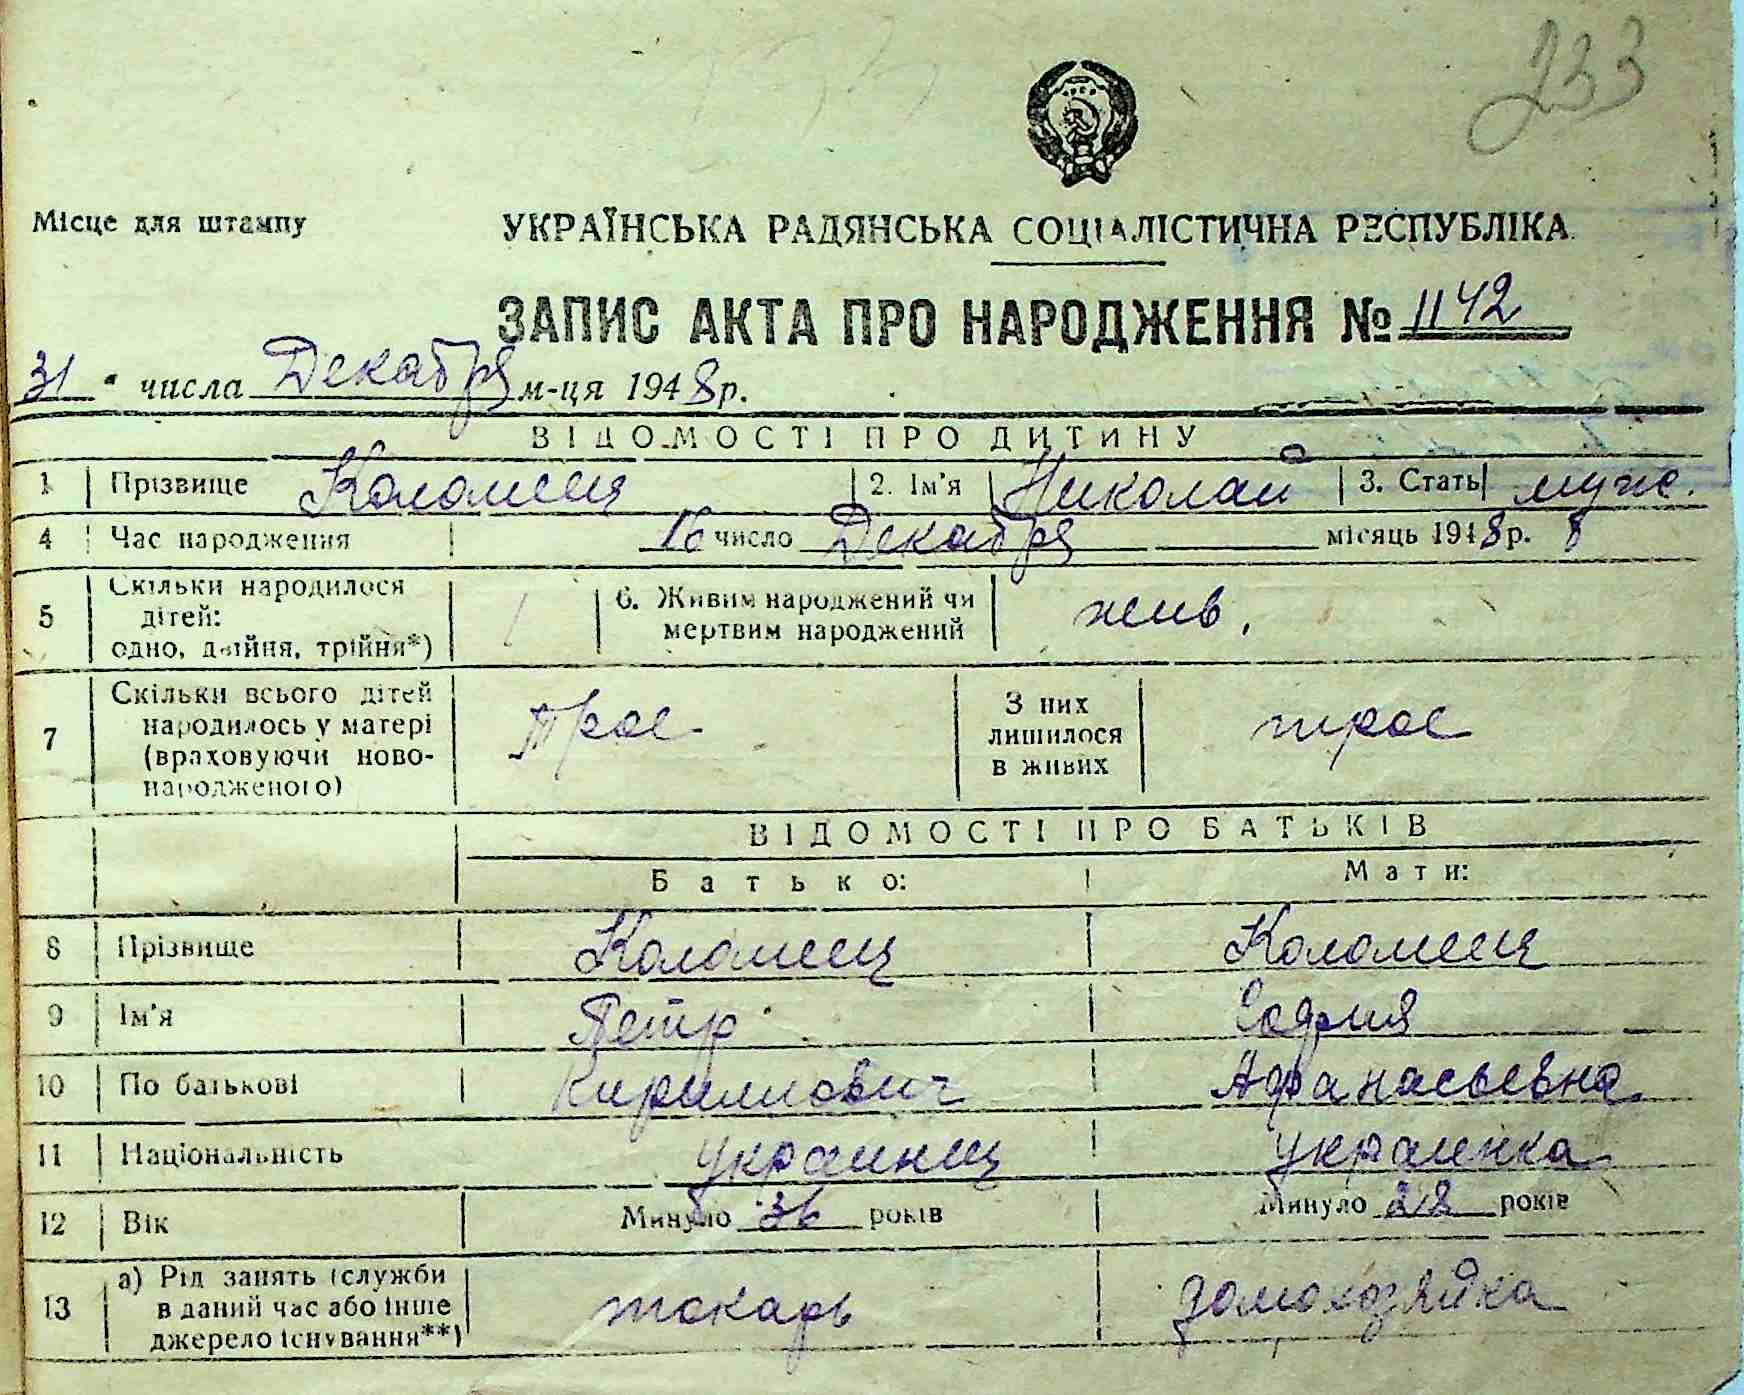 233
Місце для штампу
УКРАЇНСЬКА РАДЯНСЬКА СОЦІАЛІСТИЧНА РЕСПУБЛІКА
ЗАПИС АКТА ПРО НАРОДЖЕННЯ № 1142
31 числа Декабря м-ця 1948 р.
ВІДОМОСТІ ПРО ДИТИНУ
1 Прізвище Коломеец 2. Ім'я Николай 3. Стать муж.
4 Час народження 16 число Декабря місяць 1948 р. 8
5 Скільки народилося дітей: одно, двійня, трійня*) 1 6. Живим народжений чи мертвим народжений жив.
7 Скільки всього дітей народилось у матері (враховуючи новонародженого) трое З них лишилося в живих трое
ВІДОМОСТІ ПРО БАТЬКІВ
Батько: Мати:
8 Прізвище Коломеец Коломеец
9 Ім'я Петр София
10 По батькові Кириллович Афанасьевна
11 Національність украинец украинка
12 Вік Минуло 36 років Минуло 28 років
13 а) Рід занять (служби в даний час або інше джерело існування**) токарь домохозяйка